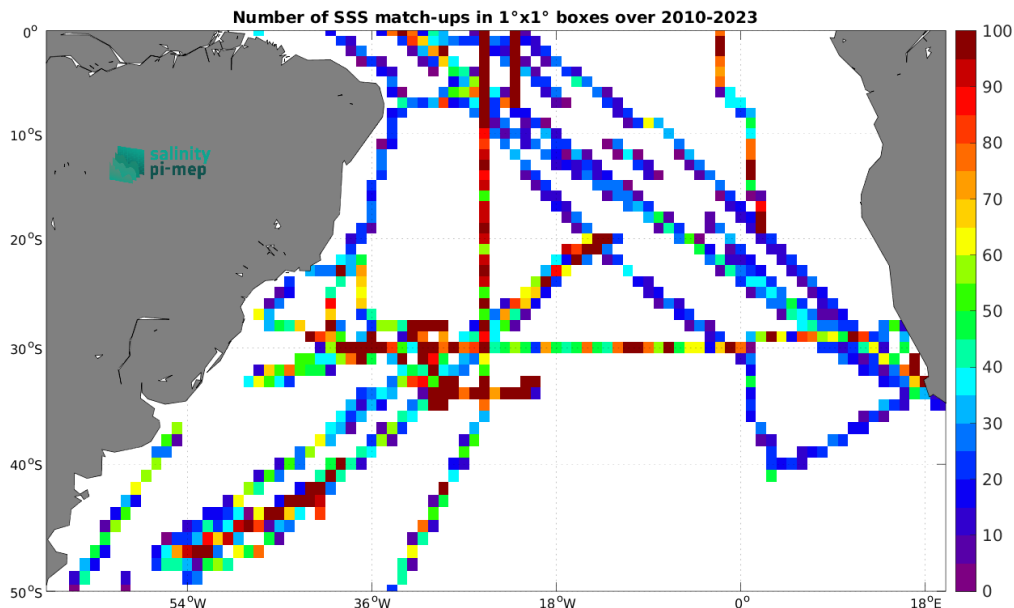 Number of SSS match-ups in 1°x1° boxes over 2010-2023
0°
10°S
20°S
30°S
40°S
50°S
54°W
36°W
18°W
0°
18°E
salinity
pi-mep
100
90
80
70
60
50
40
30
20
10
0